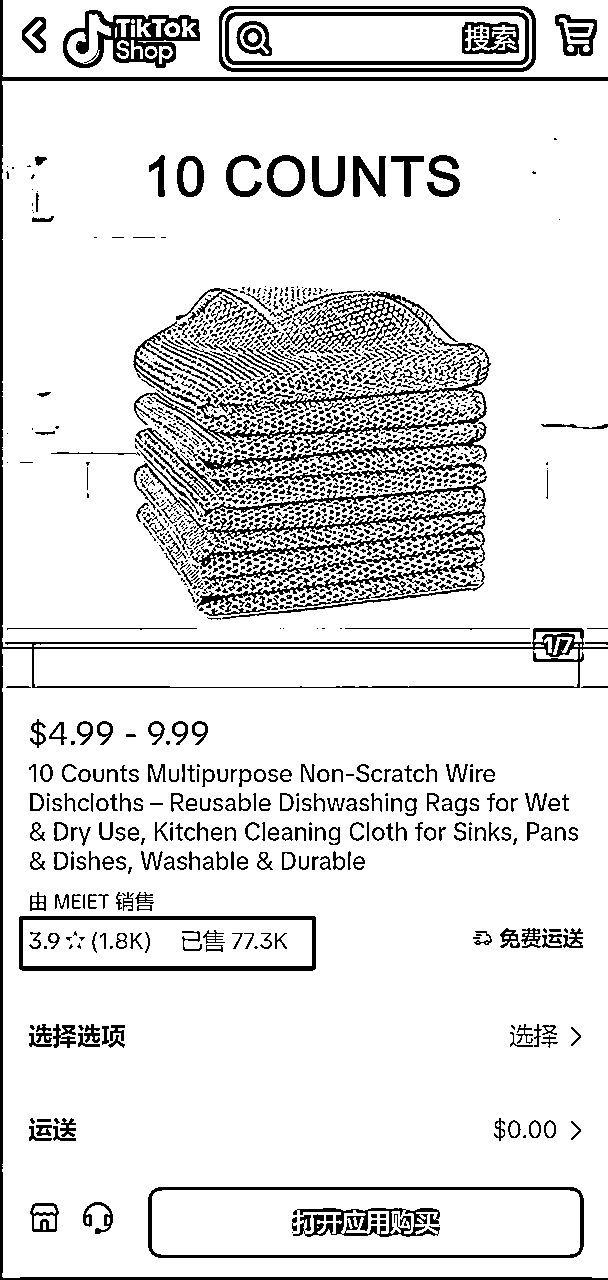 TikTok
Shop
搜索
10 COUNTS
1/7
$4.99 - 9.99
10 Counts Multipurpose Non-Scratch Wire
Dishcloths – Reusable Dishwashing Rags for Wet
& Dry Use, Kitchen Cleaning Cloth for Sinks, Pans
& Dishes, Washable & Durable
由 MEIET 销售
3.9 ☆ (1.8K) 已售 77.3K
免费运送
选择选项
选择 >
运送
$0.00 >
打开应用购买